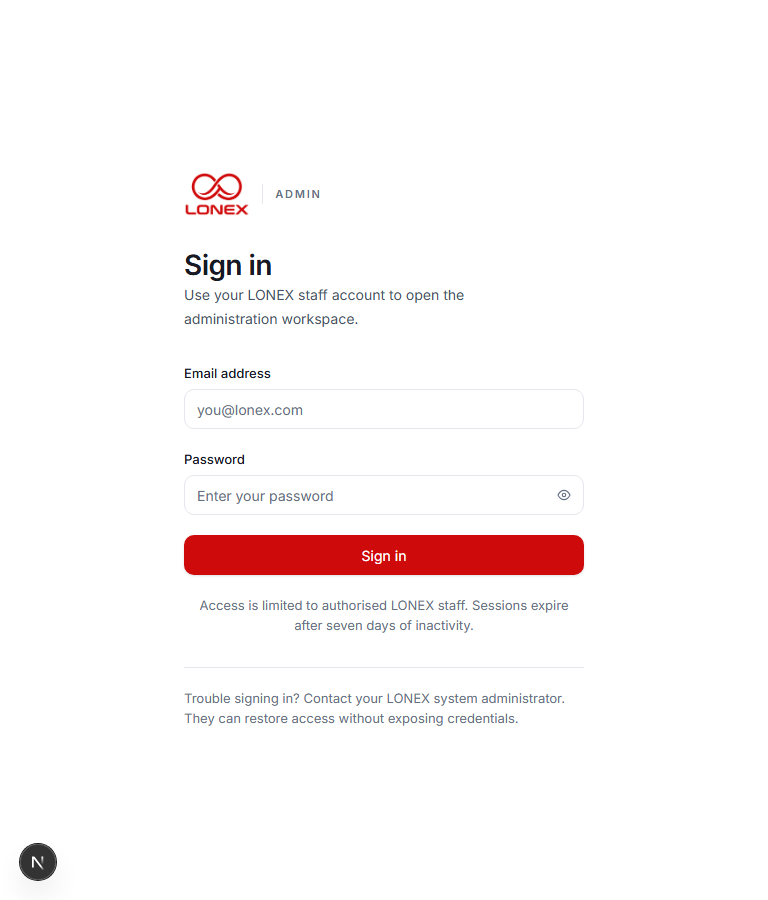 LONEX
ADMIN
Sign in
Use your LONEX staff account to open the
administration workspace.
Email address
you@lonex.com
Password
Enter your password
Sign in
Access is limited to authorised LONEX staff. Sessions expire
after seven days of inactivity.
Trouble signing in? Contact your LONEX system administrator.
They can restore access without exposing credentials.
N